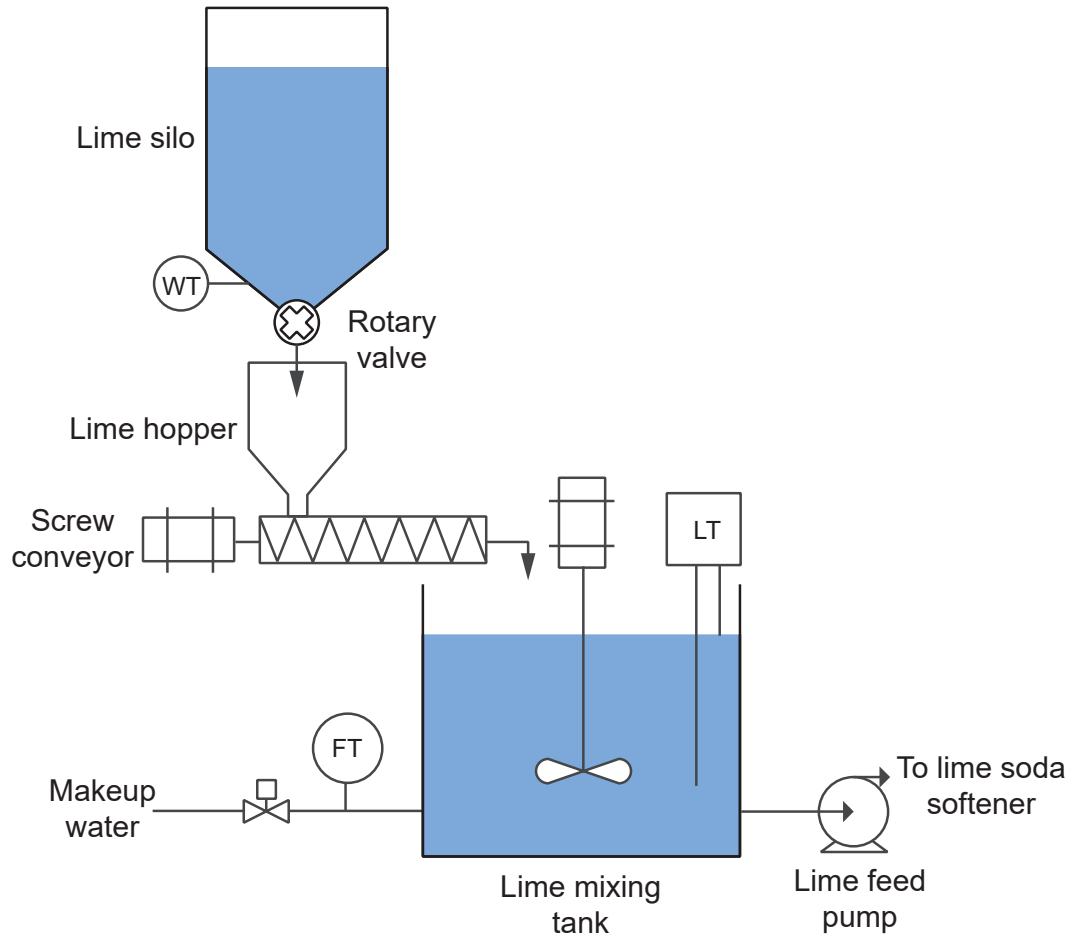 Lime silo
WT
Rotary
valve
Lime hopper
Screw
conveyor
LT
FT
Makeup
water
To lime soda
softener
Lime mixing
tank
Lime feed
pump